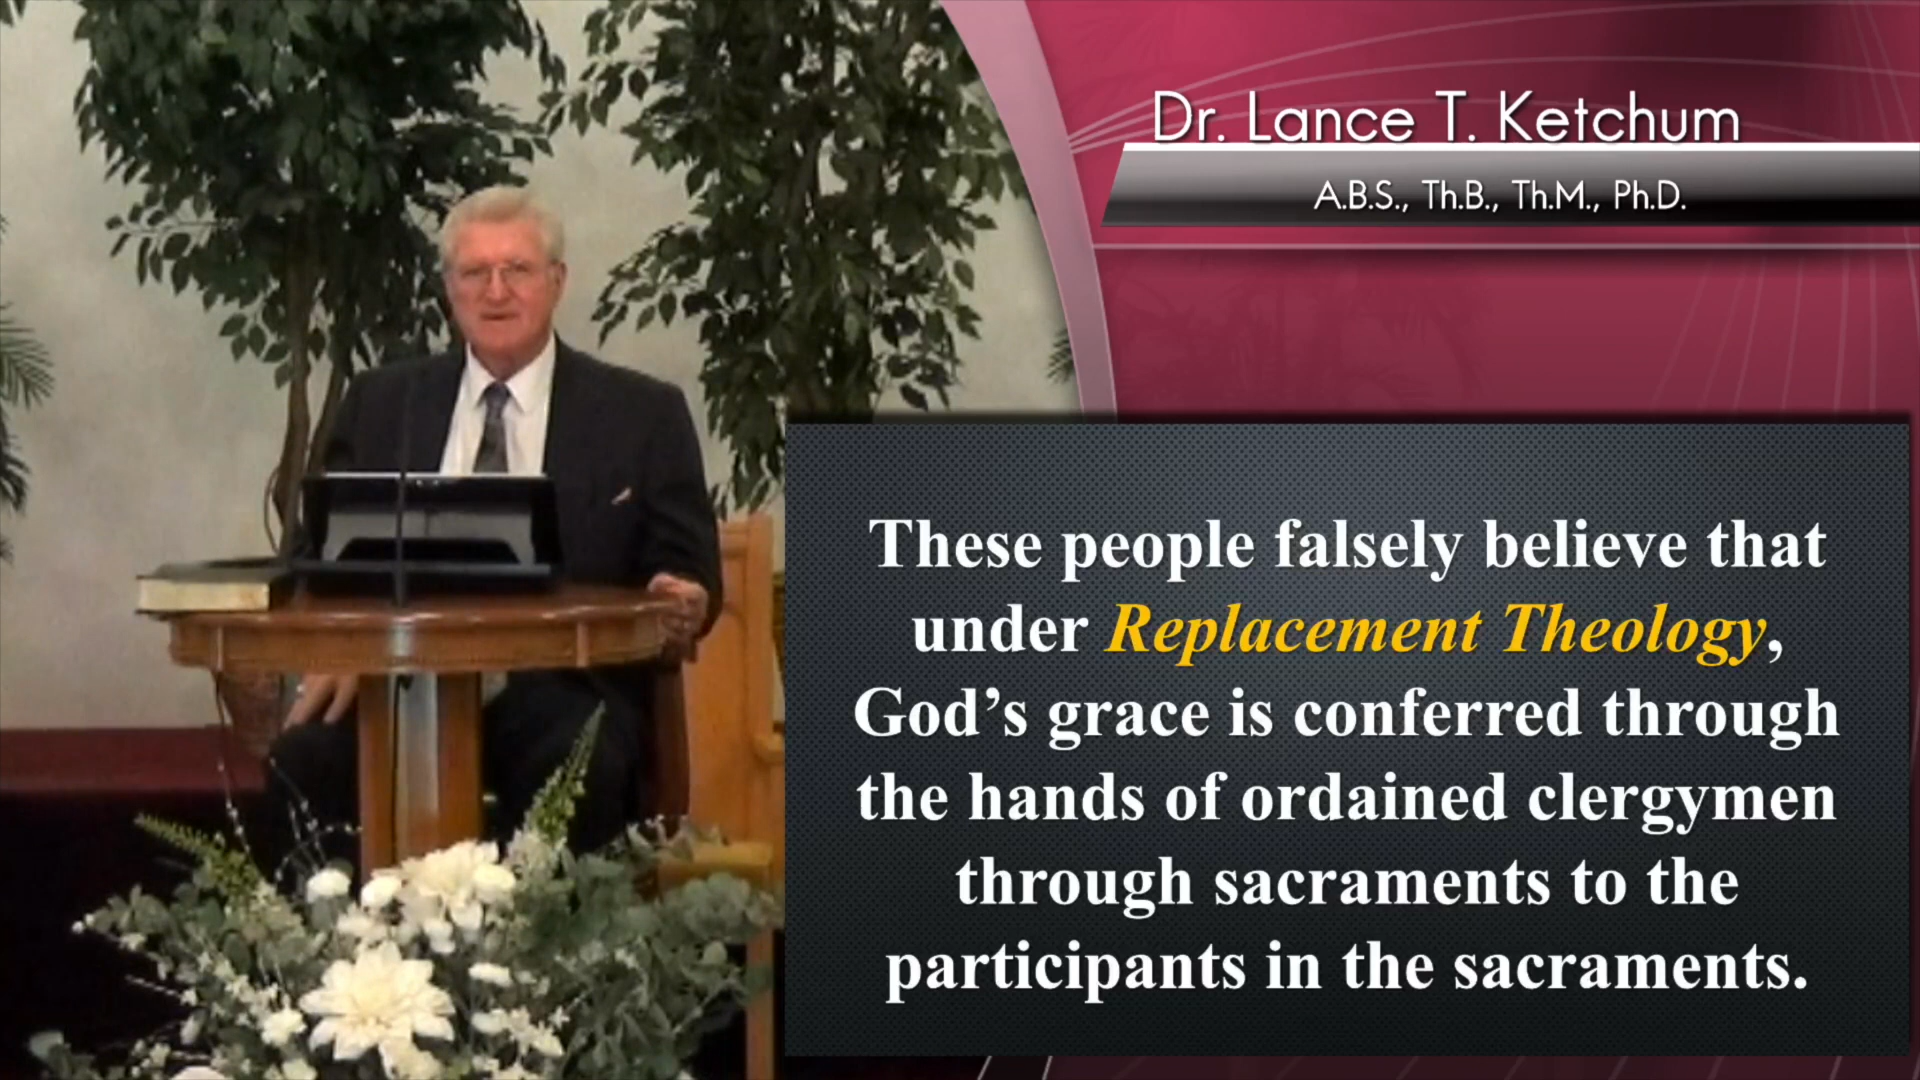 Dr. Lance T. Ketchum
A.B.S., Th.B., Th.M., Ph.D.
These people falsely believe that
under Replacement Theology,
God’s grace is conferred through
the hands of ordained clergymen
through sacraments to the
participants in the sacraments.